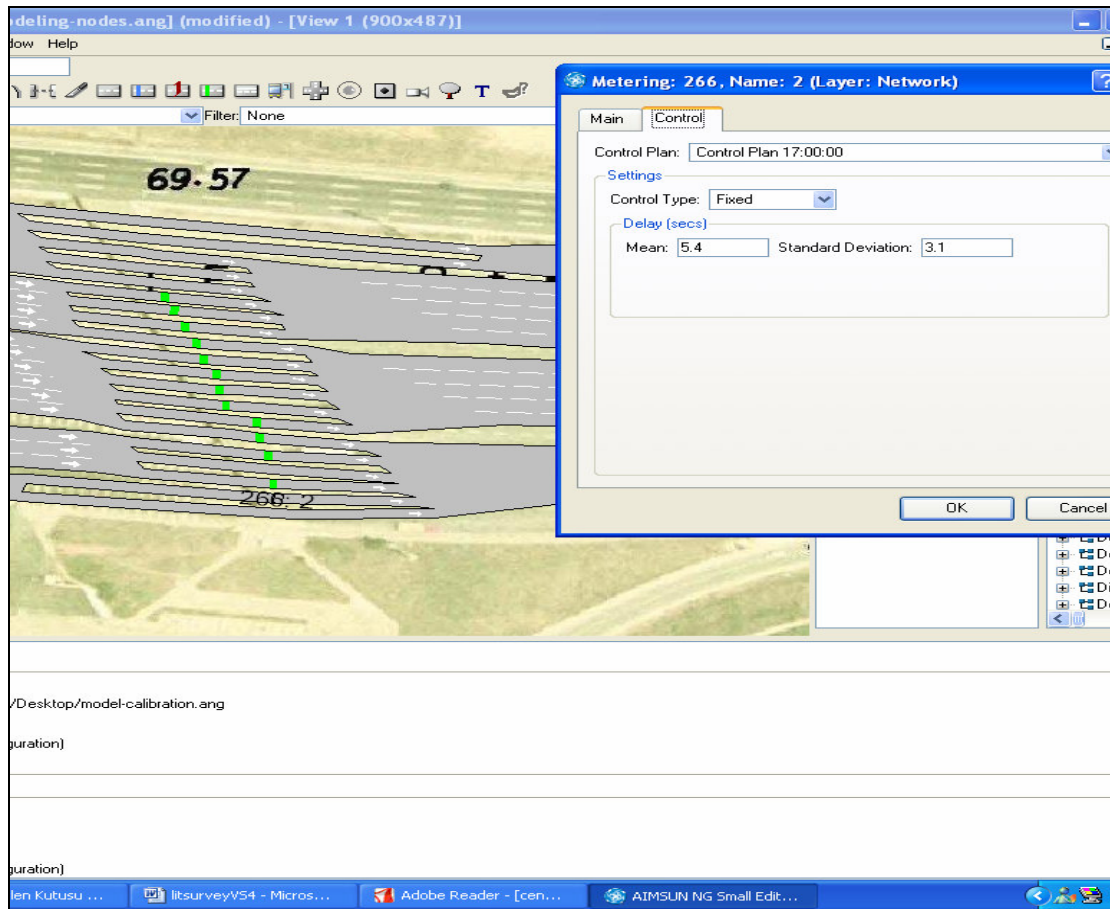 deling-nodes.ang] (modified) - [View 1 (900x487)]
dow Help
Filter: None
69.57
266: 2
Metering: 266, Name: 2 (Layer: Network)
Main Control
Control Plan: Control Plan 17:00:00
Settings
Control Type: Fixed
Delay (secs)
Mean: 5.4 Standard Deviation: 3.1
OK Cancel
/Desktop/model-calibration.ang
guration)
guration)
len Kutusu ... litsurveyVS4 - Micros... Adobe Reader - [cen... AIMSUN NG Small Edit...